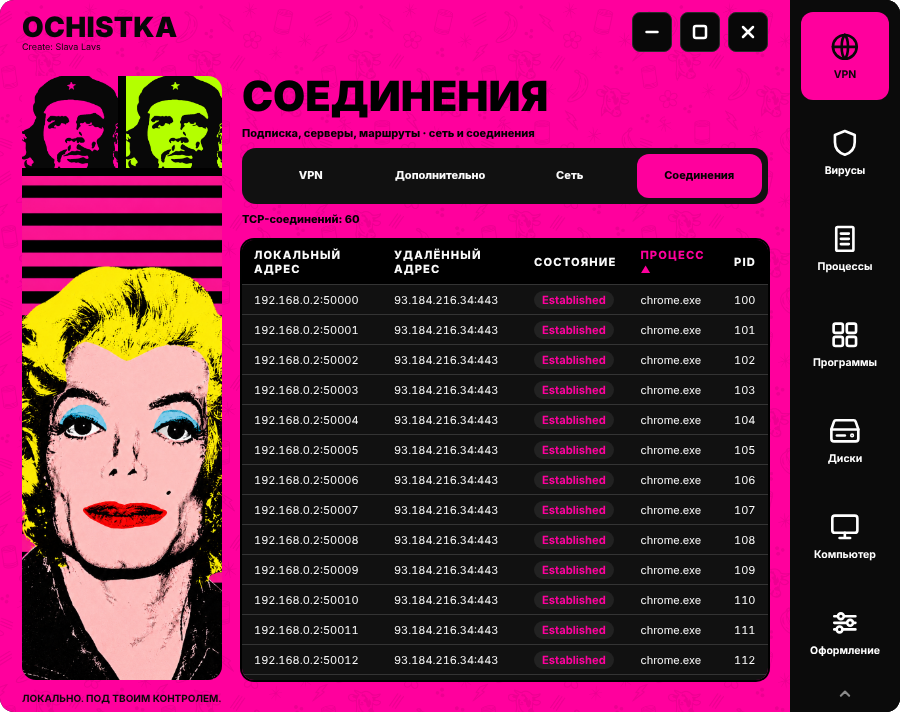 OCHISTKA
Create: Slava Lavs
СОЕДИНЕНИЯ
Подписка, серверы, маршруты · сеть и соединения
VPN Дополнительно Сеть Соединения
TCP-соединений: 60
ЛОКАЛЬНЫЙ АДРЕС УДАЛЁННЫЙ АДРЕС СОСТОЯНИЕ ПРОЦЕСС ▲ PID
192.168.0.2:50000 93.184.216.34:443 Established chrome.exe 100
192.168.0.2:50001 93.184.216.34:443 Established chrome.exe 101
192.168.0.2:50002 93.184.216.34:443 Established chrome.exe 102
192.168.0.2:50003 93.184.216.34:443 Established chrome.exe 103
192.168.0.2:50004 93.184.216.34:443 Established chrome.exe 104
192.168.0.2:50005 93.184.216.34:443 Established chrome.exe 105
192.168.0.2:50006 93.184.216.34:443 Established chrome.exe 106
192.168.0.2:50007 93.184.216.34:443 Established chrome.exe 107
192.168.0.2:50008 93.184.216.34:443 Established chrome.exe 108
192.168.0.2:50009 93.184.216.34:443 Established chrome.exe 109
192.168.0.2:50010 93.184.216.34:443 Established chrome.exe 110
192.168.0.2:50011 93.184.216.34:443 Established chrome.exe 111
192.168.0.2:50012 93.184.216.34:443 Established chrome.exe 112
ЛОКАЛЬНО. ПОД ТВОИМ КОНТРОЛЕМ.
VPN
Вирусы
Процессы
Программы
Диски
Компьютер
Оформление